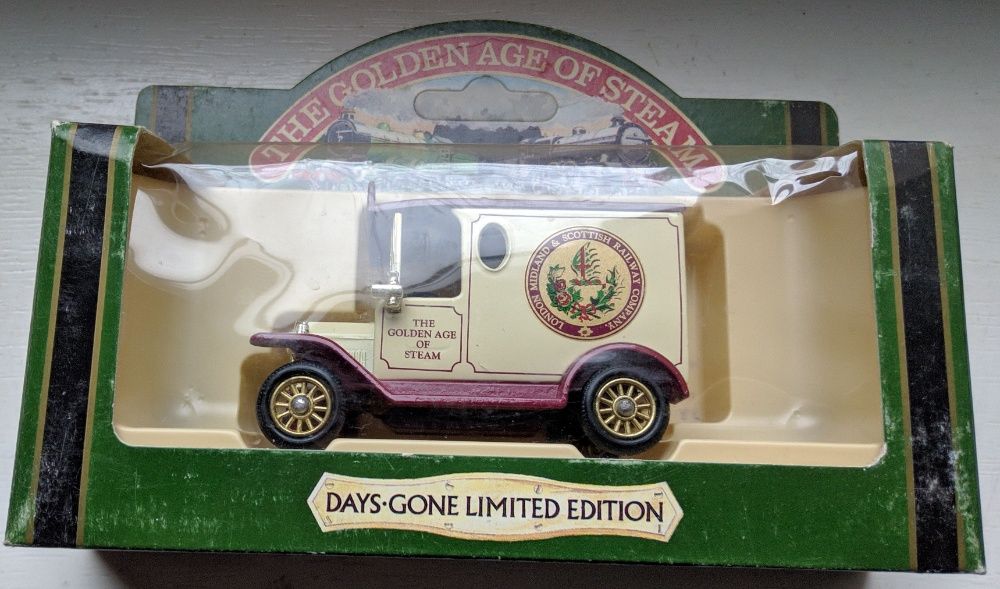 THE GOLDEN AGE OF STEAM
LONDON MIDLAND & SCOTTISH RAILWAY COMPANY.
THE
GOLDEN AGE
OF
STEAM
DAYS·GONE LIMITED EDITION